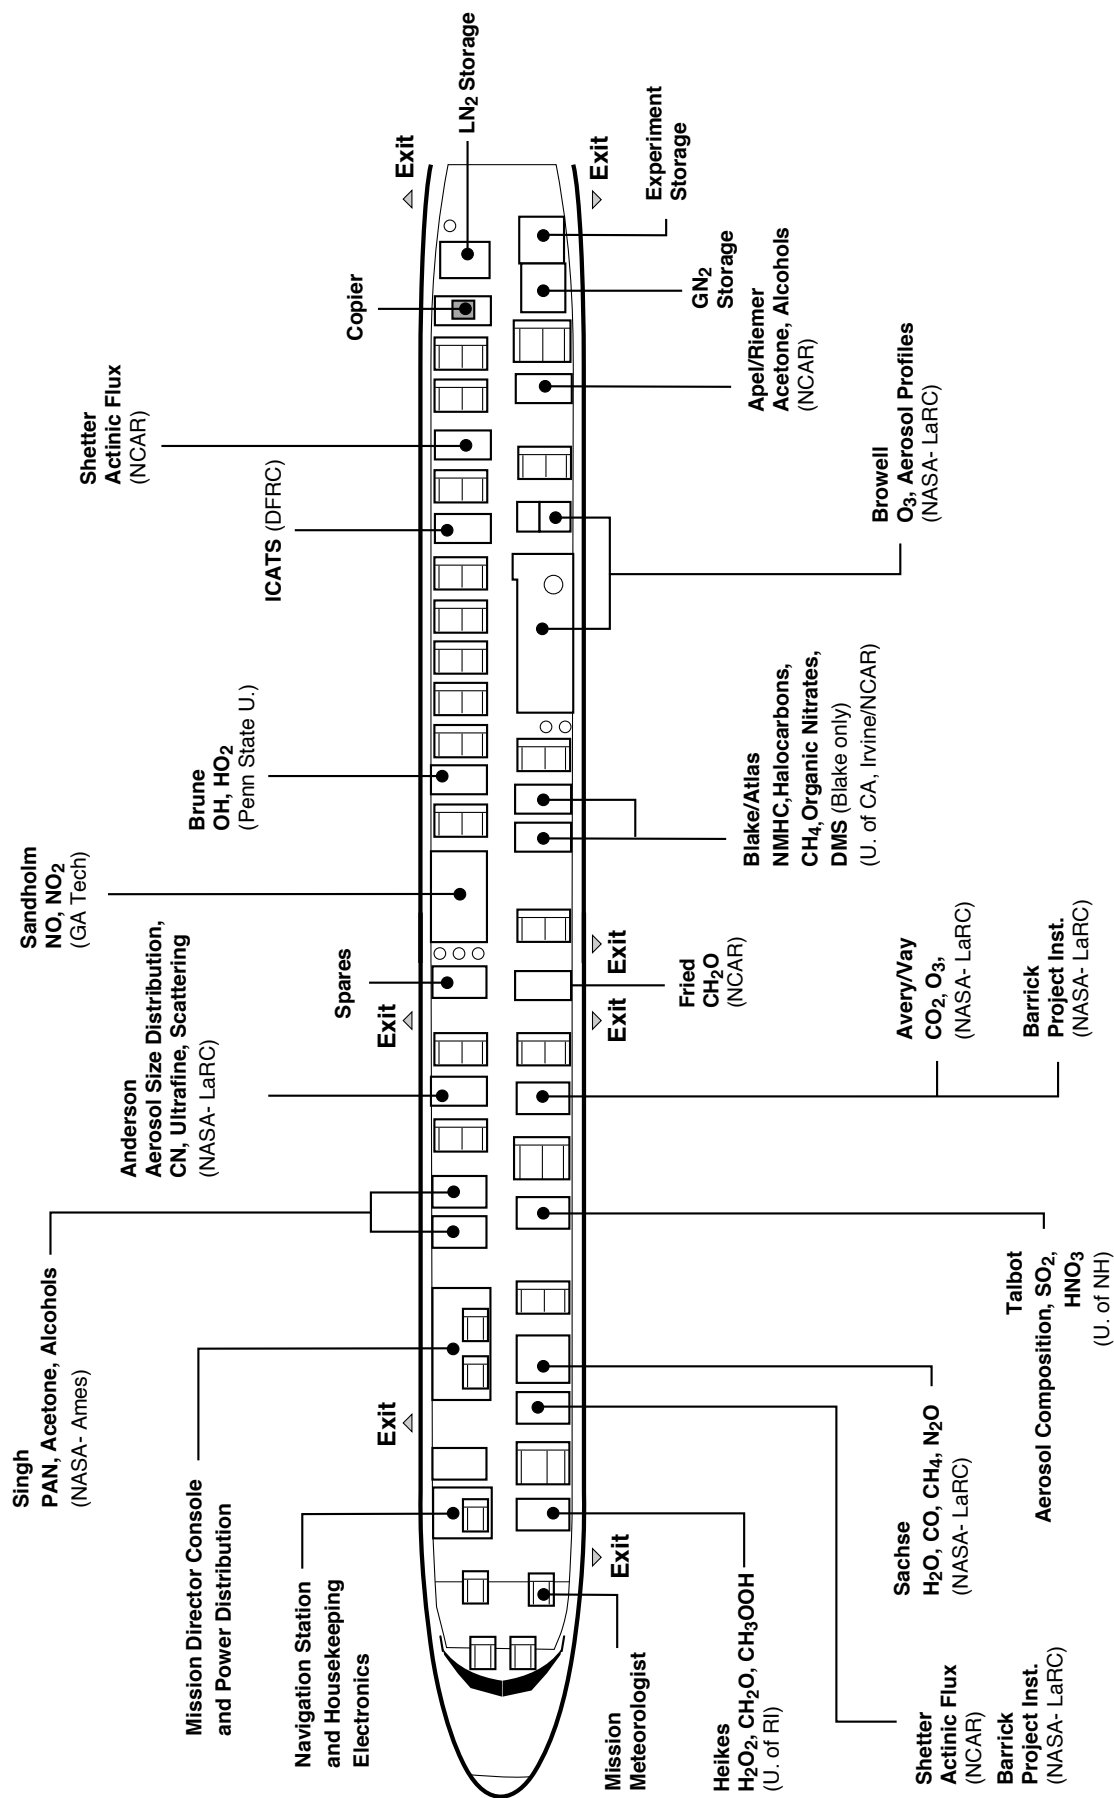 Singh
PAN, Acetone, Alcohols
(NASA- Ames)
Mission Director Console
and Power Distribution
Navigation Station
and Housekeeping
Electronics
Anderson
Aerosol Size Distribution,
CN, Ultrafine, Scattering
(NASA- LaRC)
Sandholm
NO, NO2
(GA Tech)
Spares
Brune
OH, HO2
(Penn State U.)
ICATS (DFRC)
Shetter
Actinic Flux
(NCAR)
Copier
LN2 Storage
Exit
Exit
Exit
Exit
Exit
Exit
Exit
Mission
Meteorologist
Heikes
H2O2, CH2O, CH3OOH
(U. of RI)
Shetter
Actinic Flux
(NCAR)
Barrick
Project Inst.
(NASA- LaRC)
Sachse
H2O, CO, CH4, N2O
(NASA- LaRC)
Talbot
Aerosol Composition, SO2,
HNO3
(U. of NH)
Avery/Vay
CO2, O3,
(NASA- LaRC)
Barrick
Project Inst.
(NASA- LaRC)
Fried
CH2O
(NCAR)
Blake/Atlas
NMHC,Halocarbons,
CH4,Organic Nitrates,
DMS (Blake only)
(U. of CA, Irvine/NCAR)
Browell
O3, Aerosol Profiles
(NASA- LaRC)
Apel/Riemer
Acetone, Alcohols
(NCAR)
GN2
Storage
Experiment
Storage